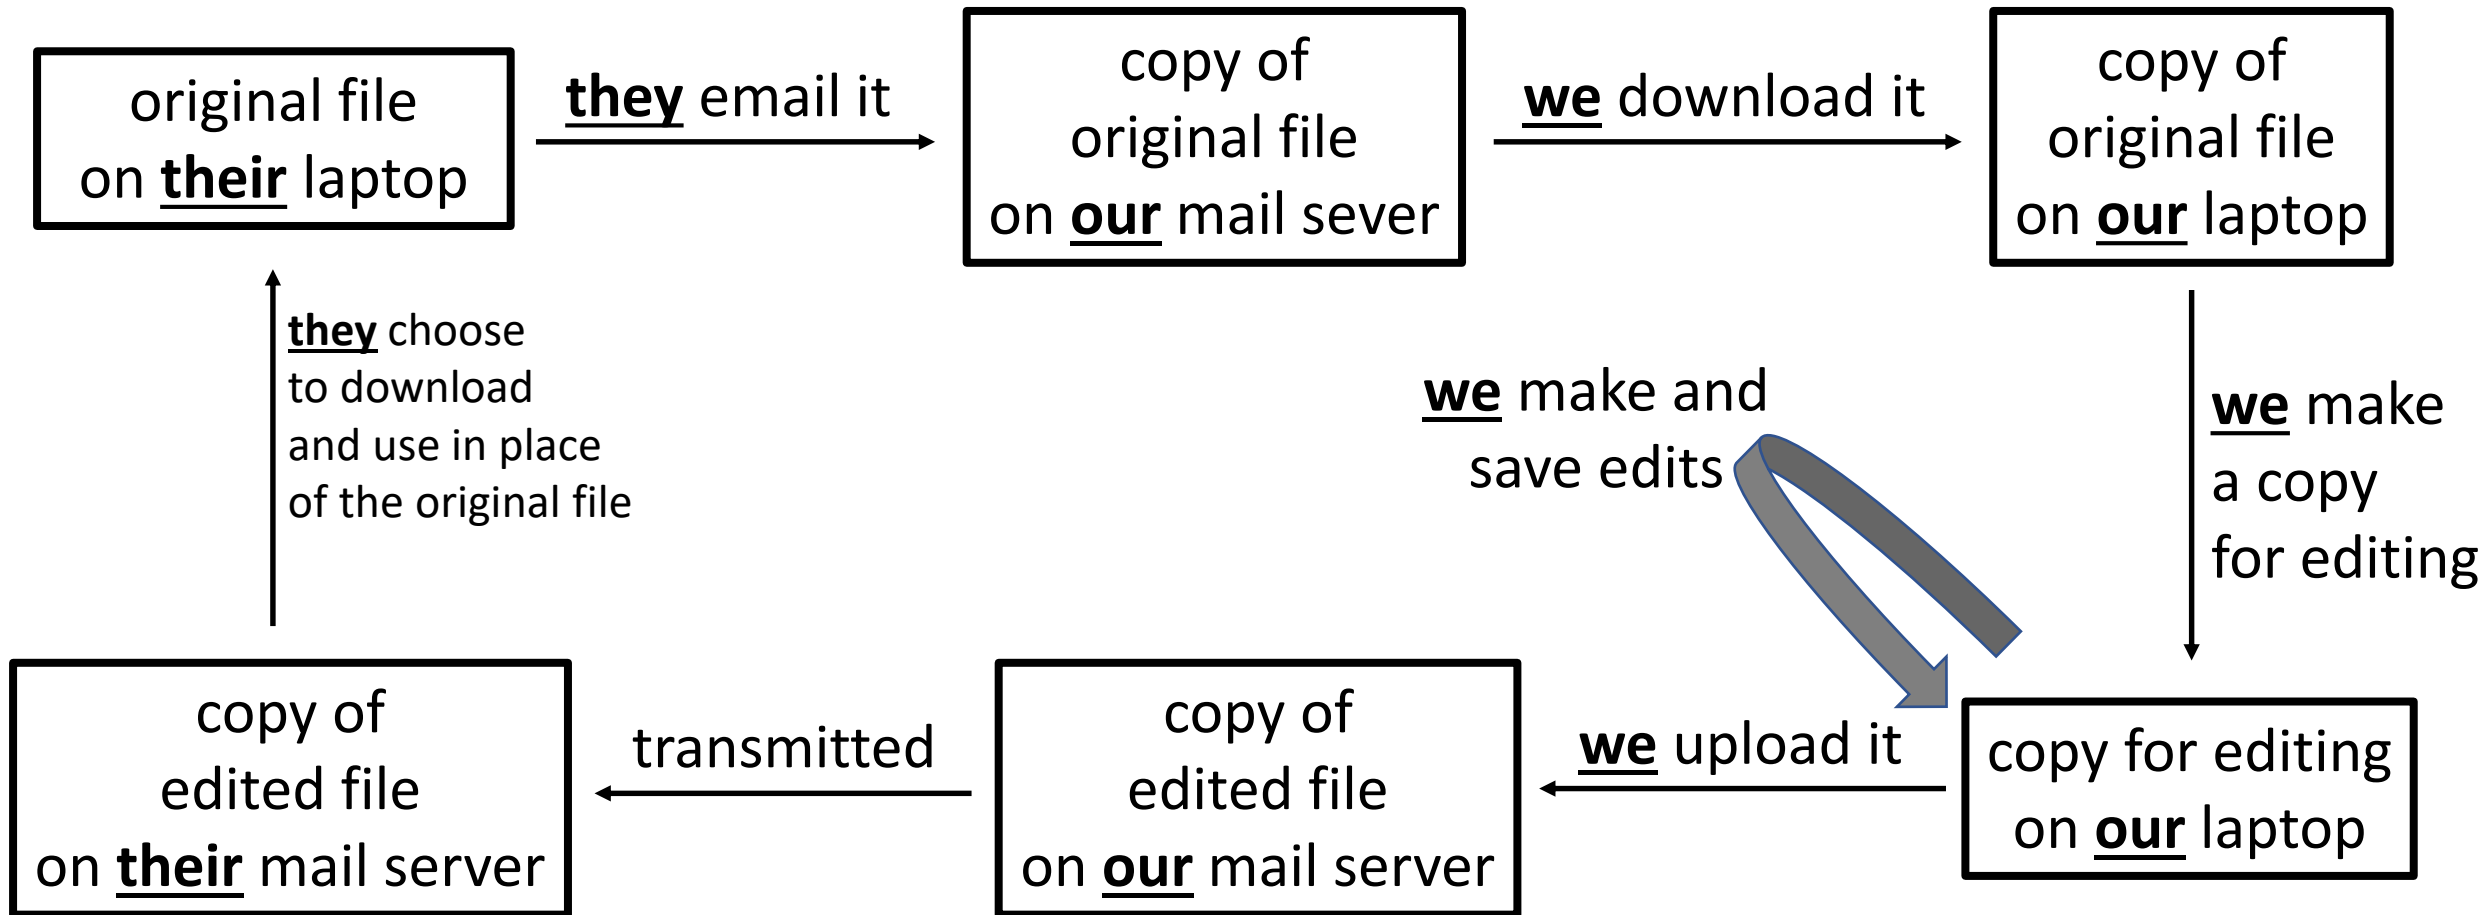 original file
on their laptop
they email it
copy of
original file
on our mail sever
we download it
copy of
original file
on our laptop
we make
a copy
for editing
we make and
save edits
copy for editing
on our laptop
we upload it
copy of
edited file
on our mail server
transmitted
copy of
edited file
on their mail server
they choose
to download
and use in place
of the original file